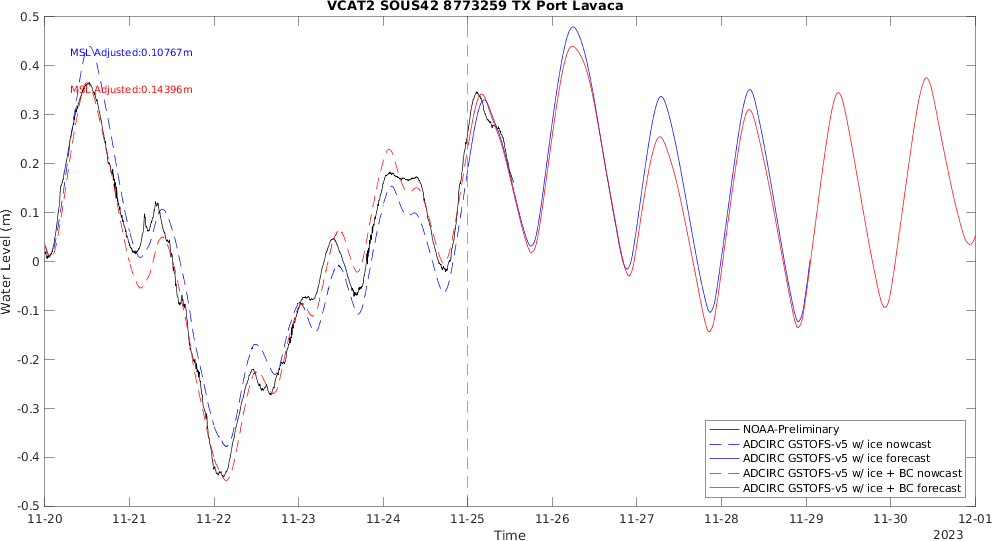 VCAT2 SOUS42 8773259 TX Port Lavaca
0.5
0.4
0.3
0.2
0.1
0
-0.1
-0.2
-0.3
-0.4
-0.5
Water Level (m)
MSL Adjusted:0.10767m
MSL Adjusted:0.14396m
NOAA-Preliminary
ADCIRC GSTOFS-v5 w/ ice nowcast
ADCIRC GSTOFS-v5 w/ ice forecast
ADCIRC GSTOFS-v5 w/ ice + BC nowcast
ADCIRC GSTOFS-v5 w/ ice + BC forecast
11-20 11-21 11-22 11-23 11-24 11-25 11-26 11-27 11-28 11-29 11-30 12-01
Time
2023